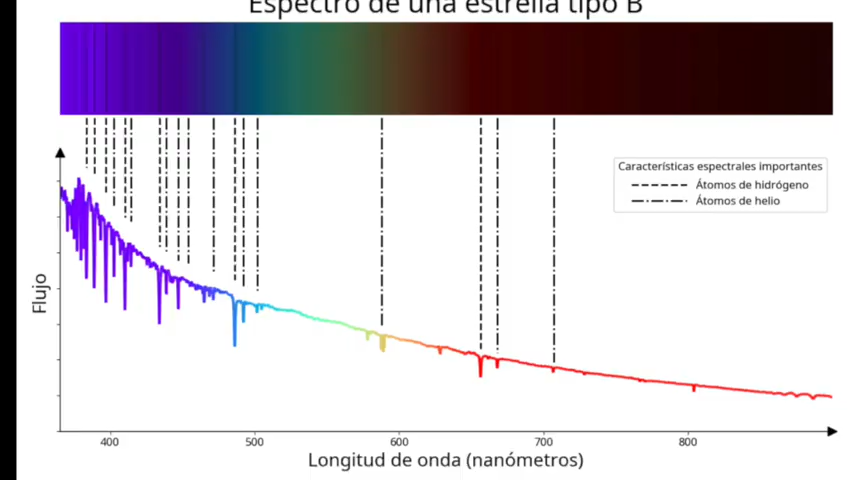 Espectro de una estrella tipo B
Características espectrales importantes
Átomos de hidrógeno
Átomos de helio
Flujo
400 500 600 700 800
Longitud de onda (nanómetros)